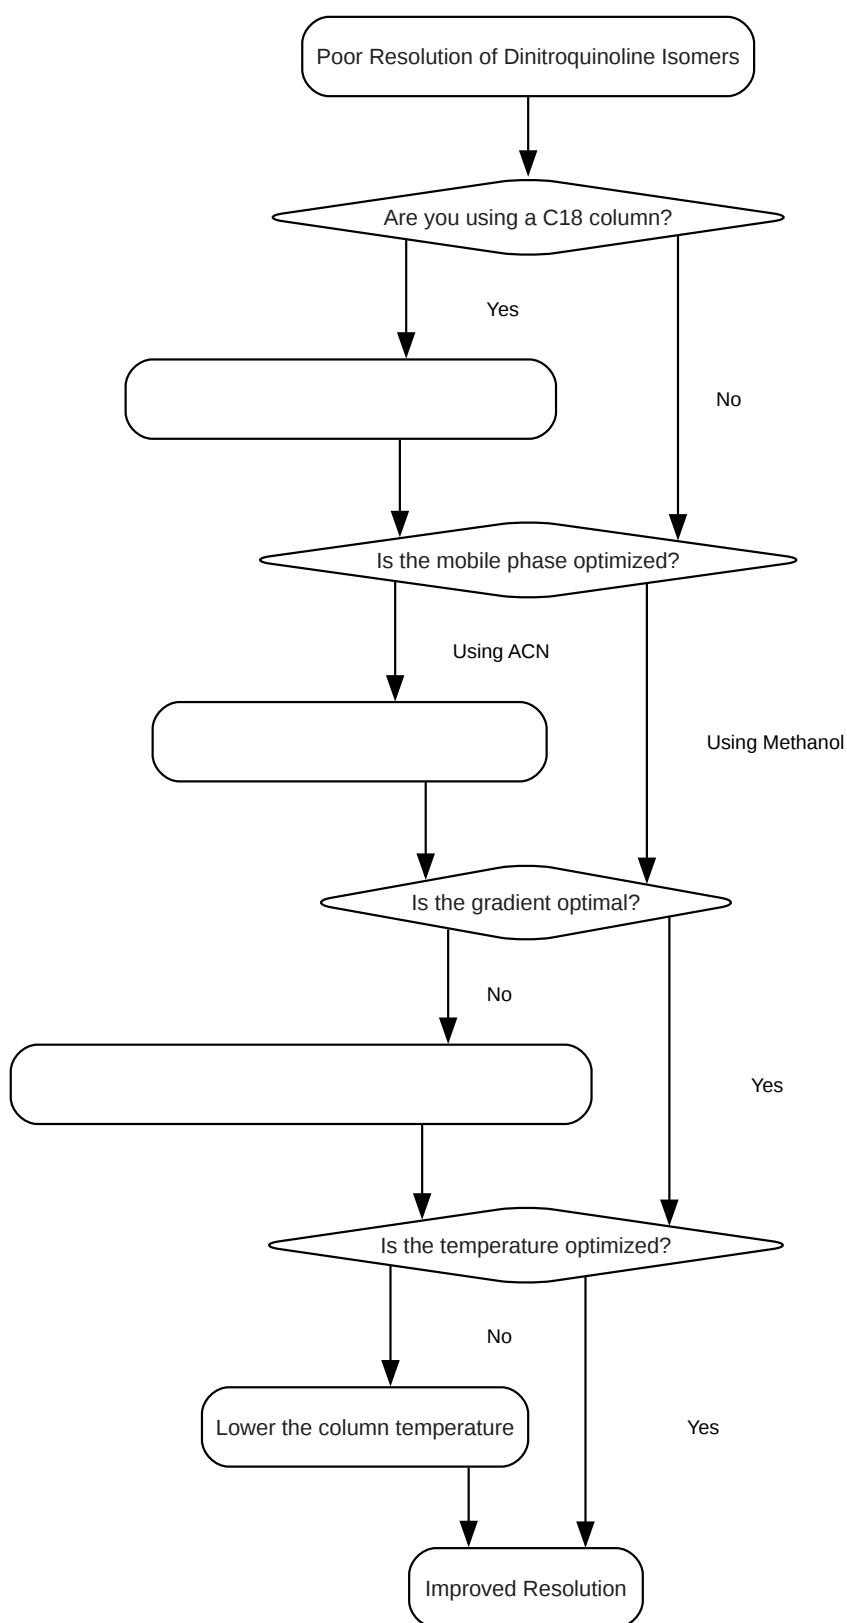 Poor Resolution of Dinitroquinoline Isomers
Are you using a C18 column?
Yes
No
Is the mobile phase optimized?
Using ACN
Using Methanol
Is the gradient optimal?
No
Yes
Is the temperature optimized?
No
Lower the column temperature
Yes
Improved Resolution